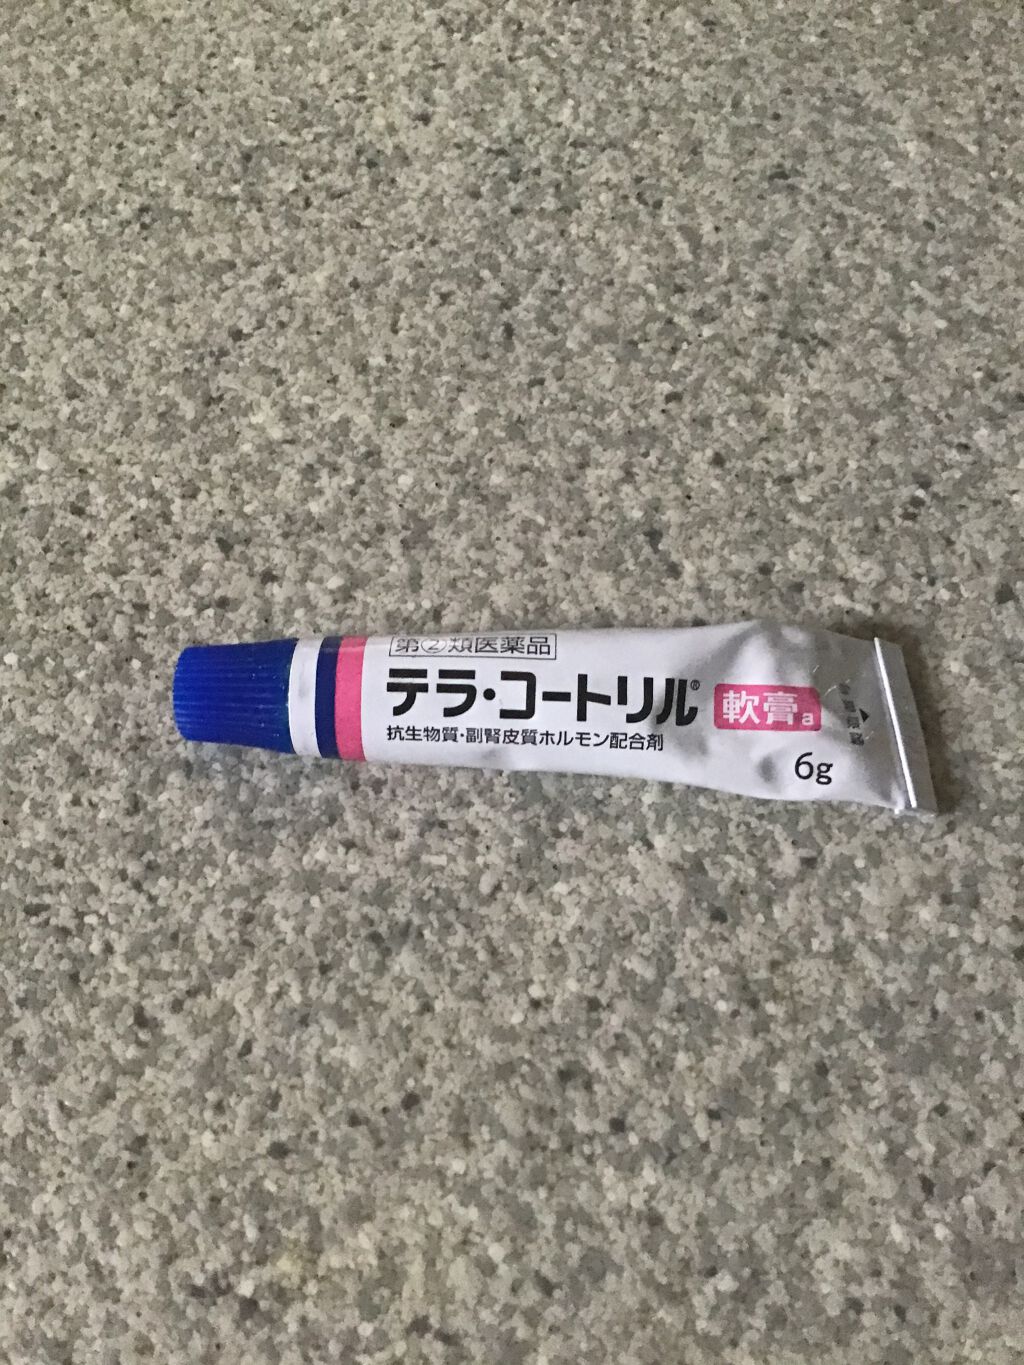 第②類医薬品
テラ・コートリル®
軟膏a
抗生物質・副腎皮質ホルモン配合剤
6g